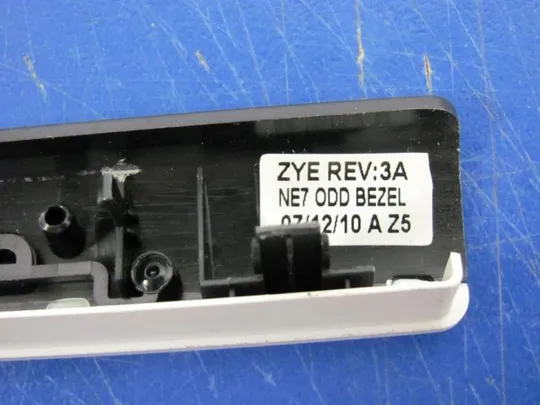 ZYE REV:3A
NE7 ODD BEZEL
07/12/10 A Z5